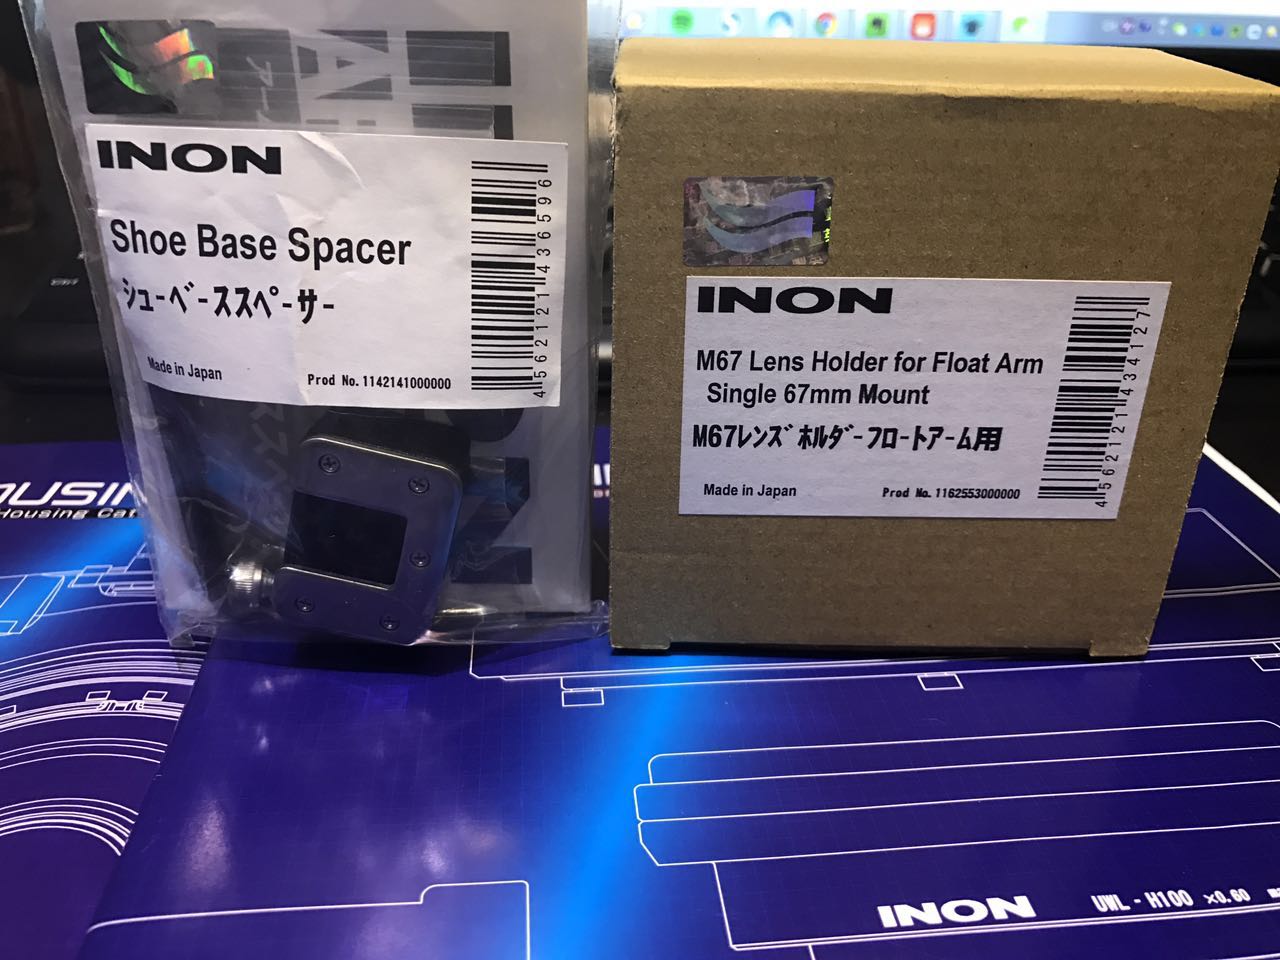 INON
Shoe Base Spacer
シューベーススペーサー
Made in Japan
Prod No. 1142141000000
4562121436596
INON
M67 Lens Holder for Float Arm
Single 67mm Mount
M67レンズホルダーフロートアーム用
Made in Japan
Prod No. 1162553000000
4562121434127
OUSIN
Housing Cat
INON
UWL - H100 ×0.60